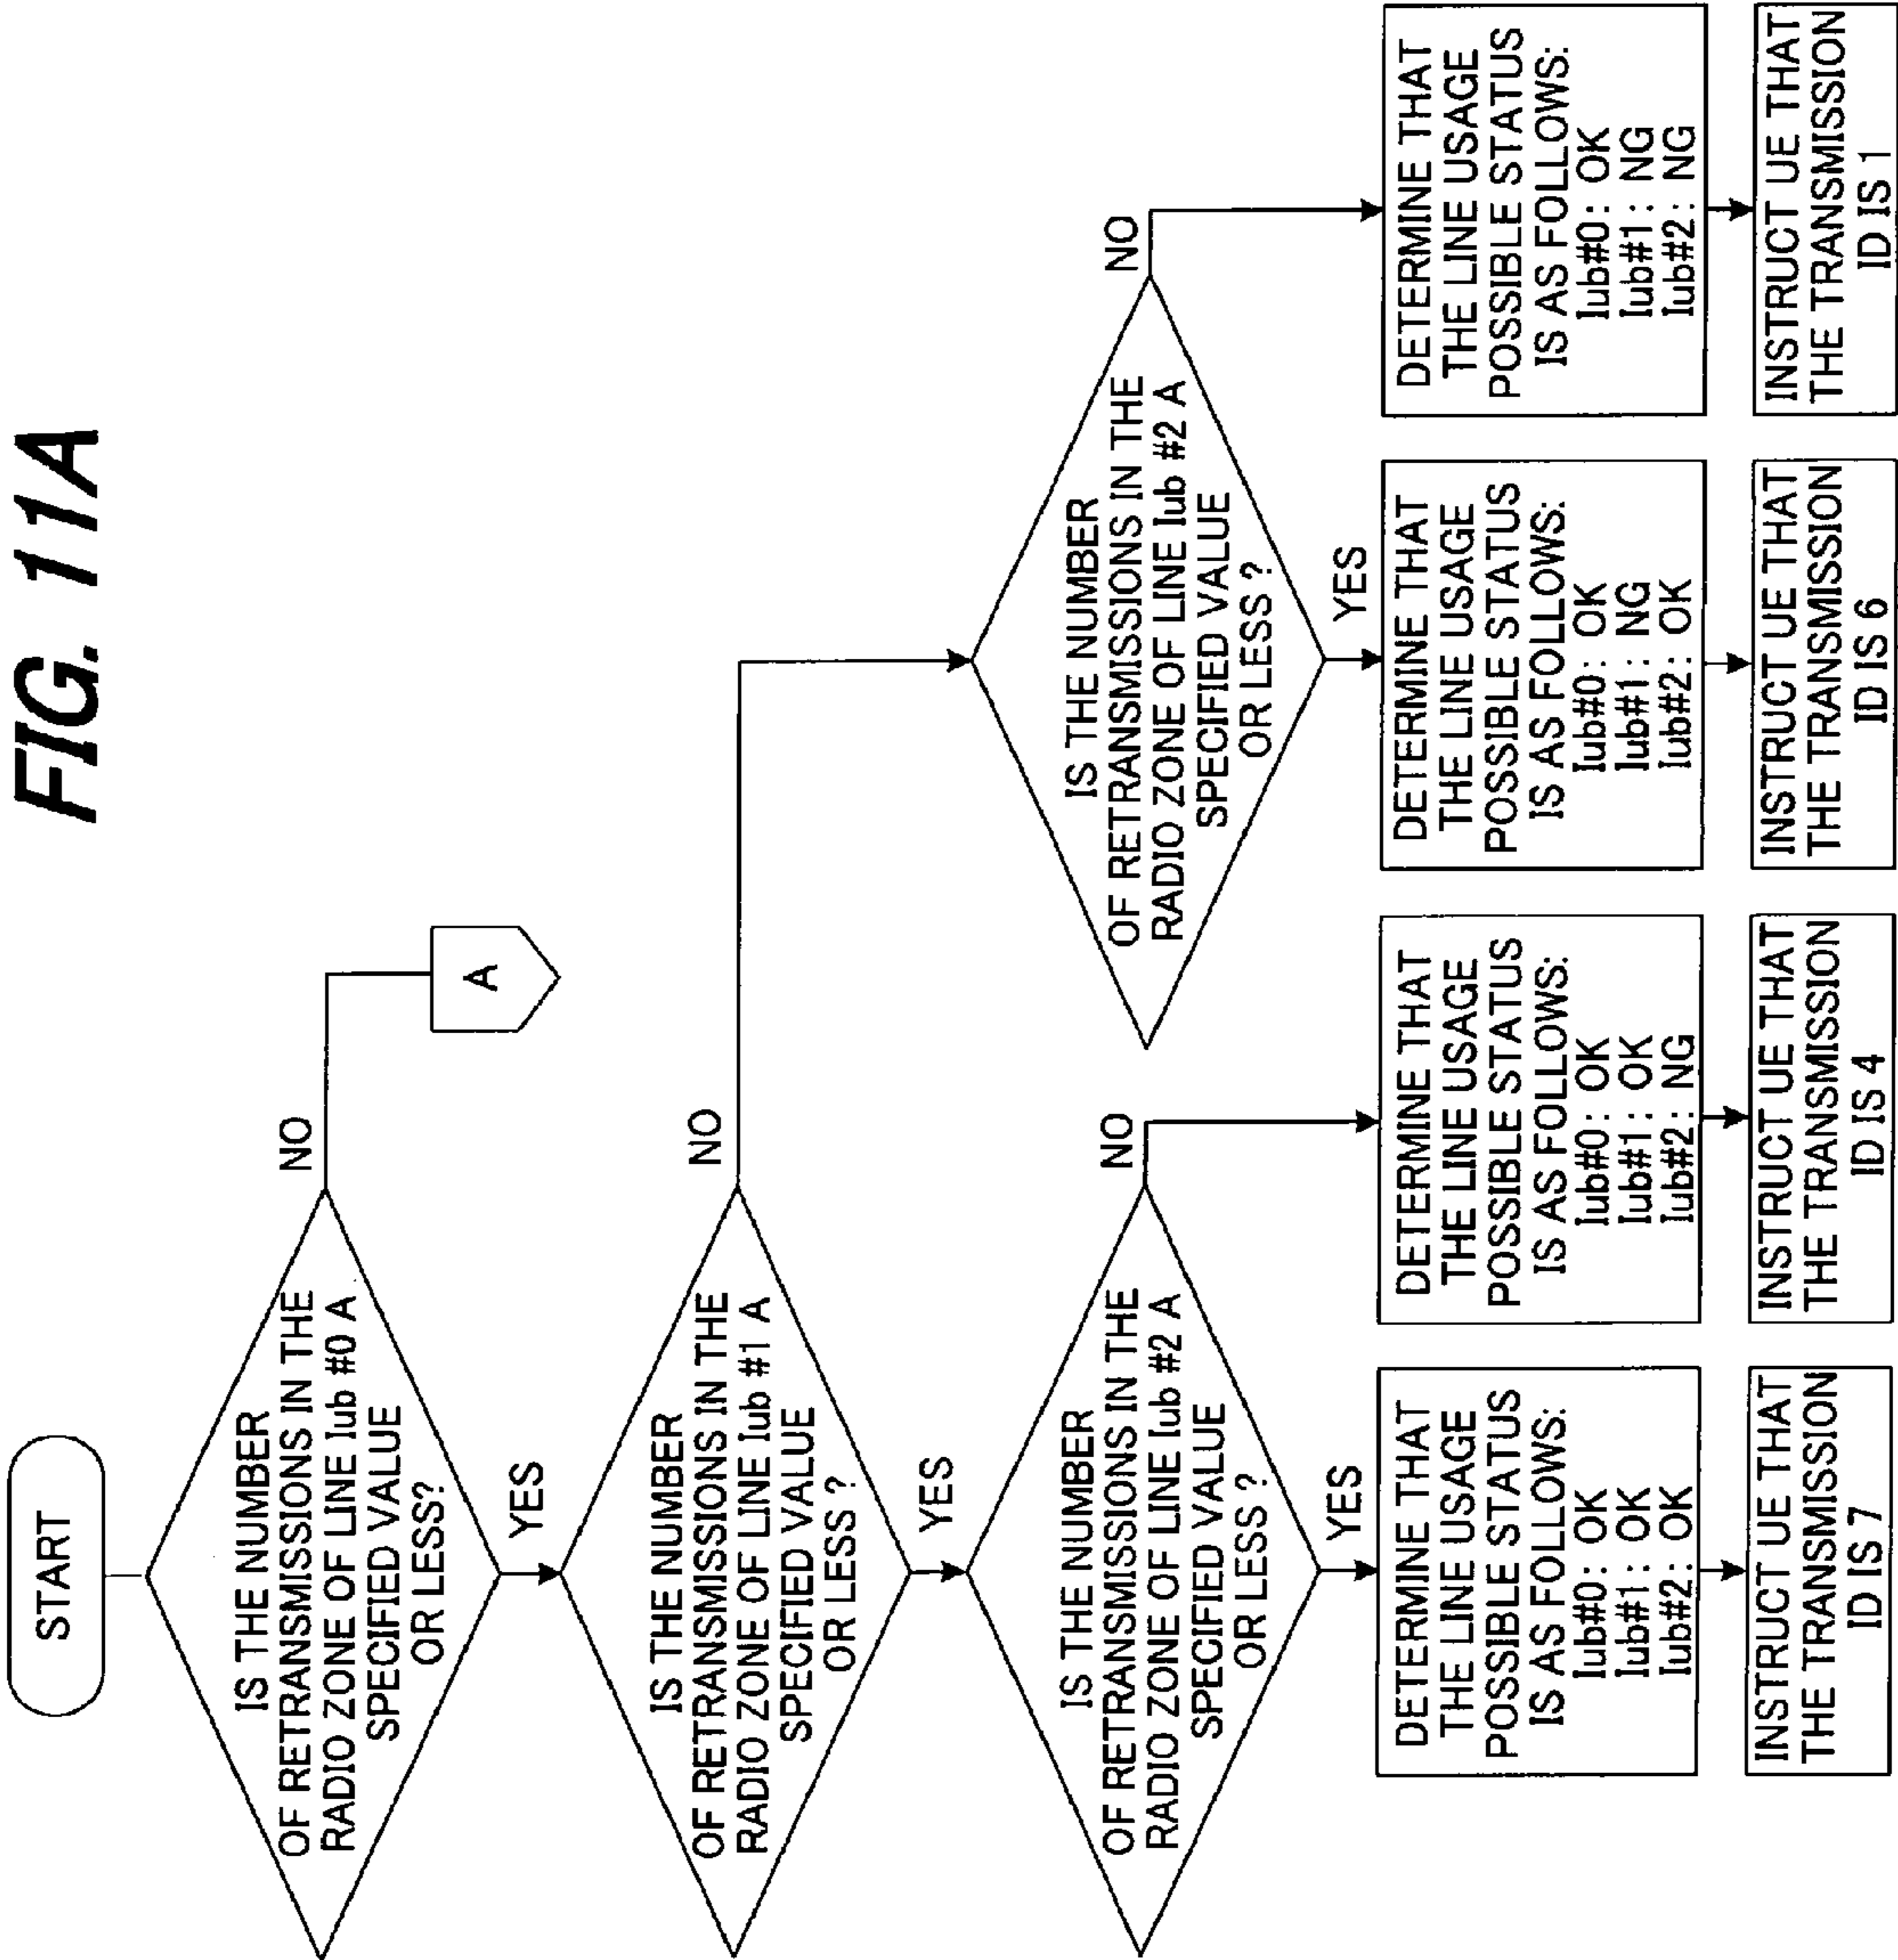 FIG. 11A
START
IS THE NUMBER
OF RETRANSMISSIONS IN THE
RADIO ZONE OF LINE Iub #0 A
SPECIFIED VALUE
OR LESS?
NO
A
YES
IS THE NUMBER
OF RETRANSMISSIONS IN THE
RADIO ZONE OF LINE Iub #1 A
SPECIFIED VALUE
OR LESS ?
NO
YES
IS THE NUMBER
OF RETRANSMISSIONS IN THE
RADIO ZONE OF LINE Iub #2 A
SPECIFIED VALUE
OR LESS ?
NO
YES
IS THE NUMBER
OF RETRANSMISSIONS IN THE
RADIO ZONE OF LINE Iub #2 A
SPECIFIED VALUE
OR LESS ?
NO
YES
DETERMINE THAT
THE LINE USAGE
POSSIBLE STATUS
IS AS FOLLOWS:
Iub#0: OK
Iub#1: OK
Iub#2: OK
DETERMINE THAT
THE LINE USAGE
POSSIBLE STATUS
IS AS FOLLOWS:
Iub#0: OK
Iub#1: OK
Iub#2: NG
DETERMINE THAT
THE LINE USAGE
POSSIBLE STATUS
IS AS FOLLOWS:
Iub#0: OK
Iub#1: NG
Iub#2: OK
DETERMINE THAT
THE LINE USAGE
POSSIBLE STATUS
IS AS FOLLOWS:
Iub#0: OK
Iub#1: NG
Iub#2: NG
INSTRUCT UE THAT
THE TRANSMISSION
ID IS 7
INSTRUCT UE THAT
THE TRANSMISSION
ID IS 4
INSTRUCT UE THAT
THE TRANSMISSION
ID IS 6
INSTRUCT UE THAT
THE TRANSMISSION
ID IS 1